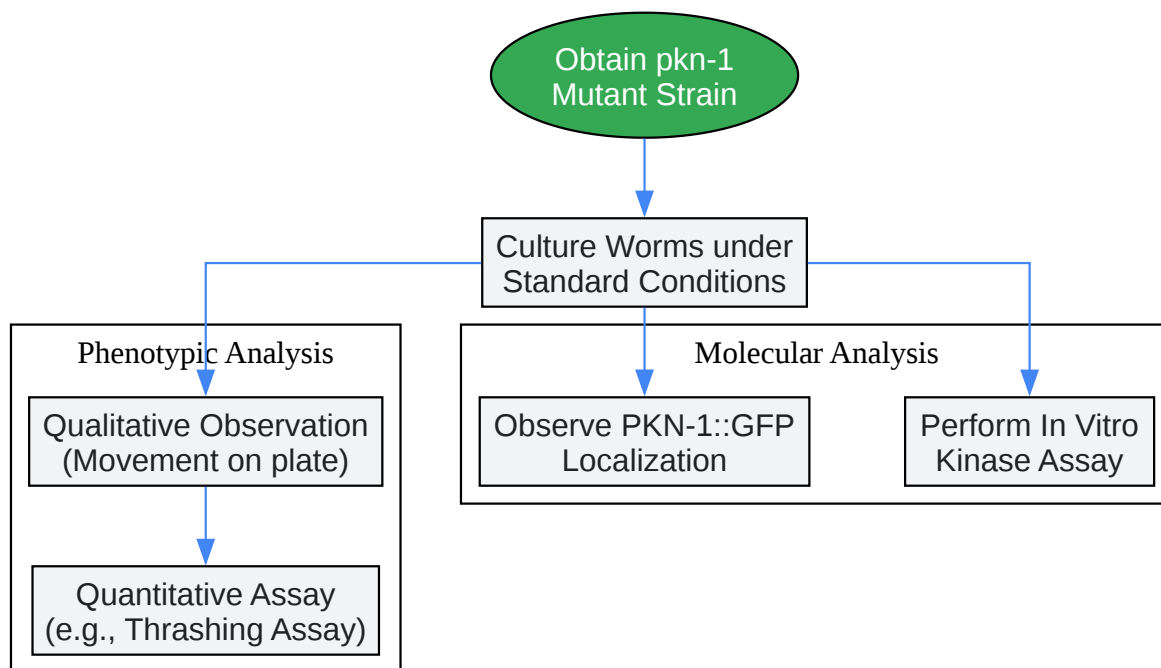 Obtain pkn-1
Mutant Strain
Culture Worms under
Standard Conditions
Phenotypic Analysis
Qualitative Observation
(Movement on plate)
Quantitative Assay
(e.g., Thrashing Assay)
Molecular Analysis
Observe PKN-1::GFP
Localization
Perform In Vitro
Kinase Assay